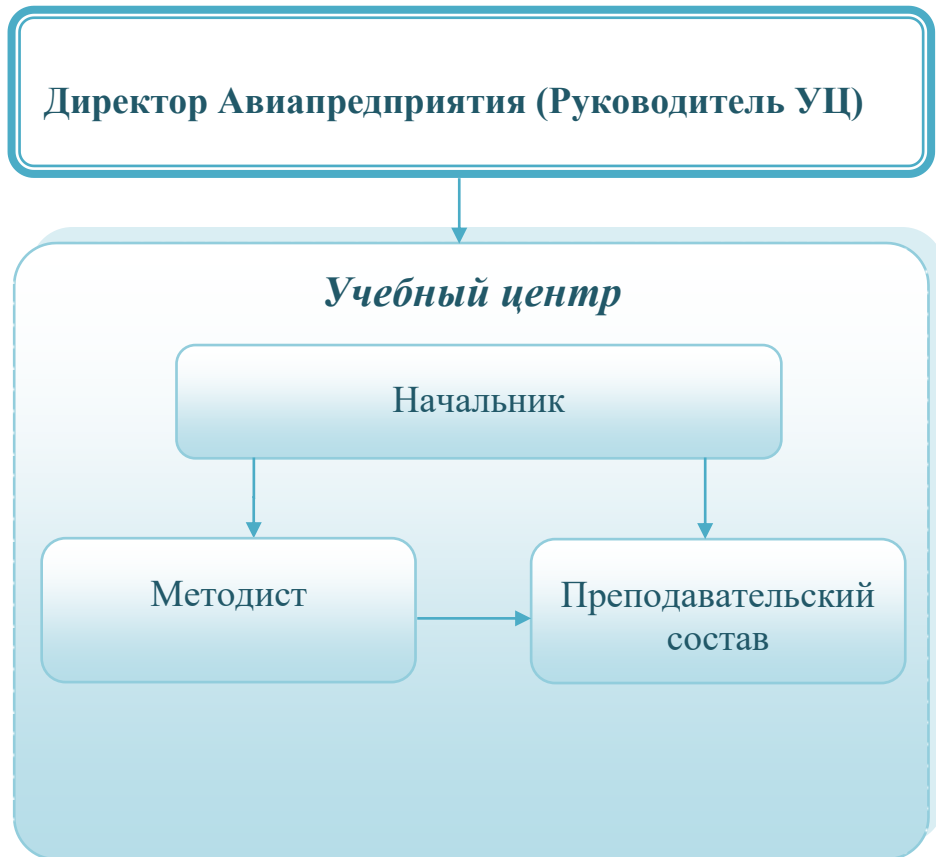 Директор Авиапредприятия (Руководитель УЦ)
Учебный центр
Начальник
Методист
Преподавательский
состав